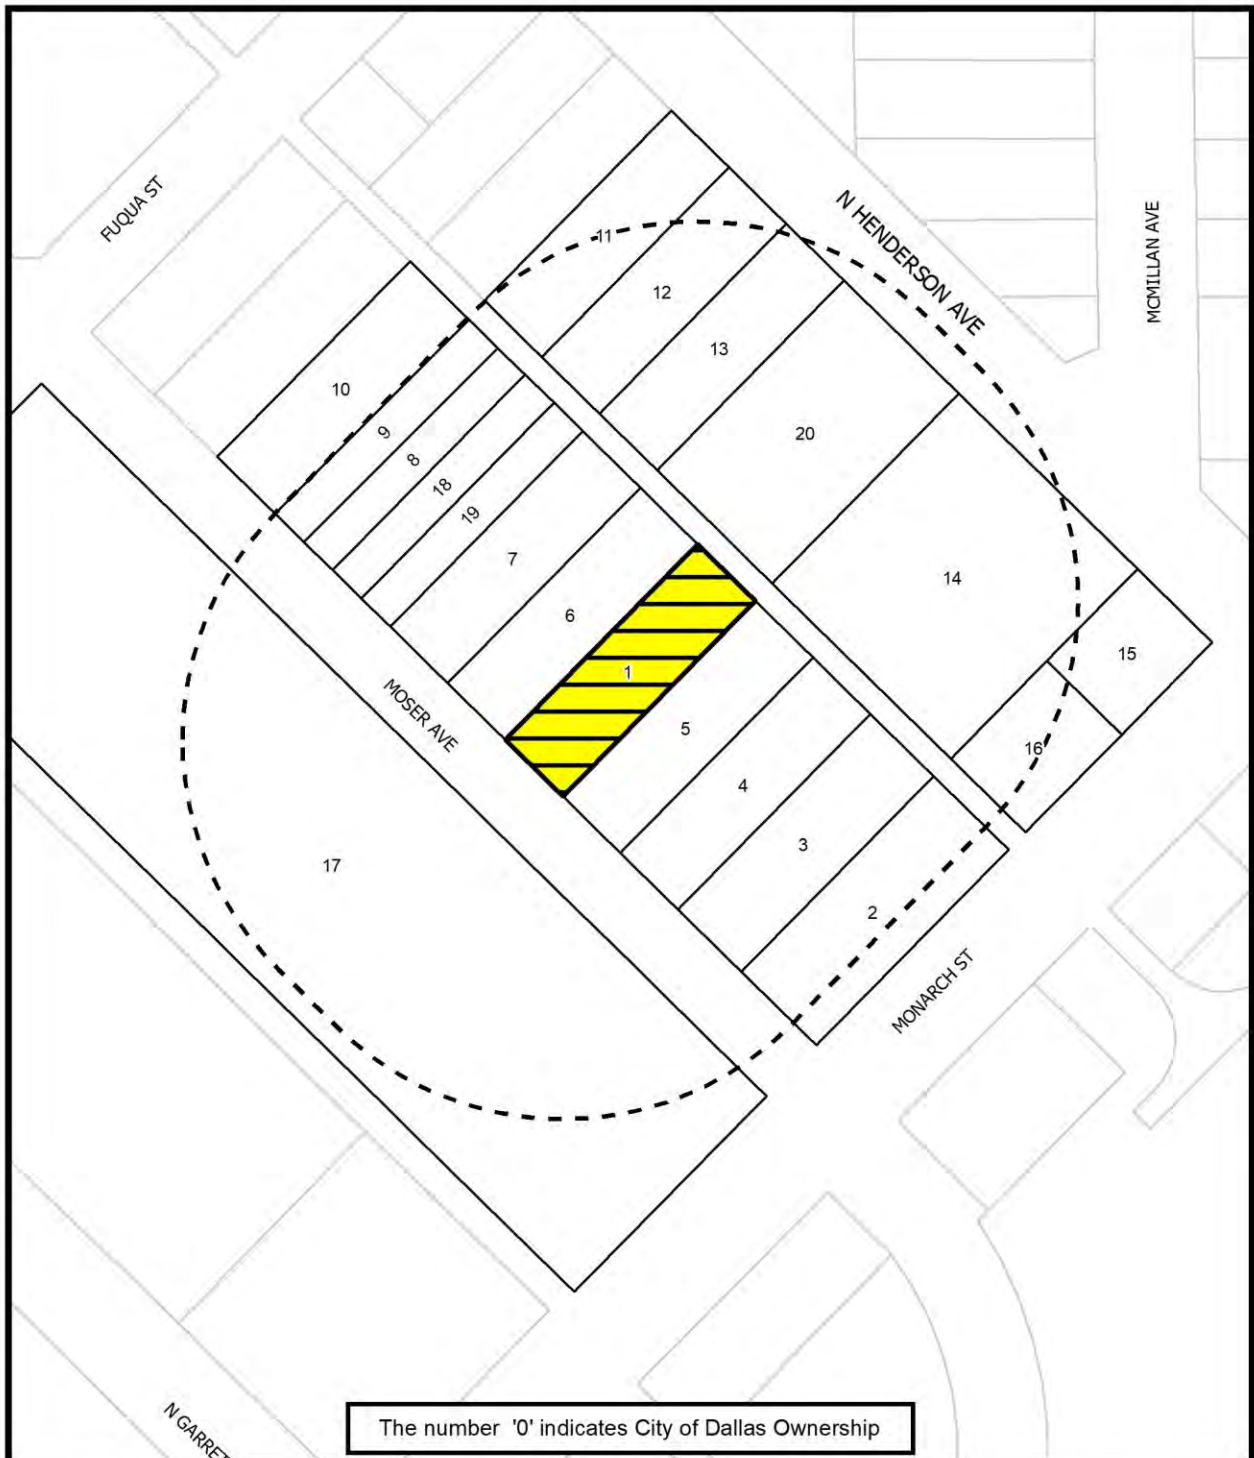 FUQUA ST
N HENDERSON AVE
MCMILLAN AVE
11
12
13
10
9
8
18
19
20
7
14
6
1
15
5
16
MOSER AVE
4
3
17
2
MONARCH ST
N GARRET
The number '0' indicates City of Dallas Ownership